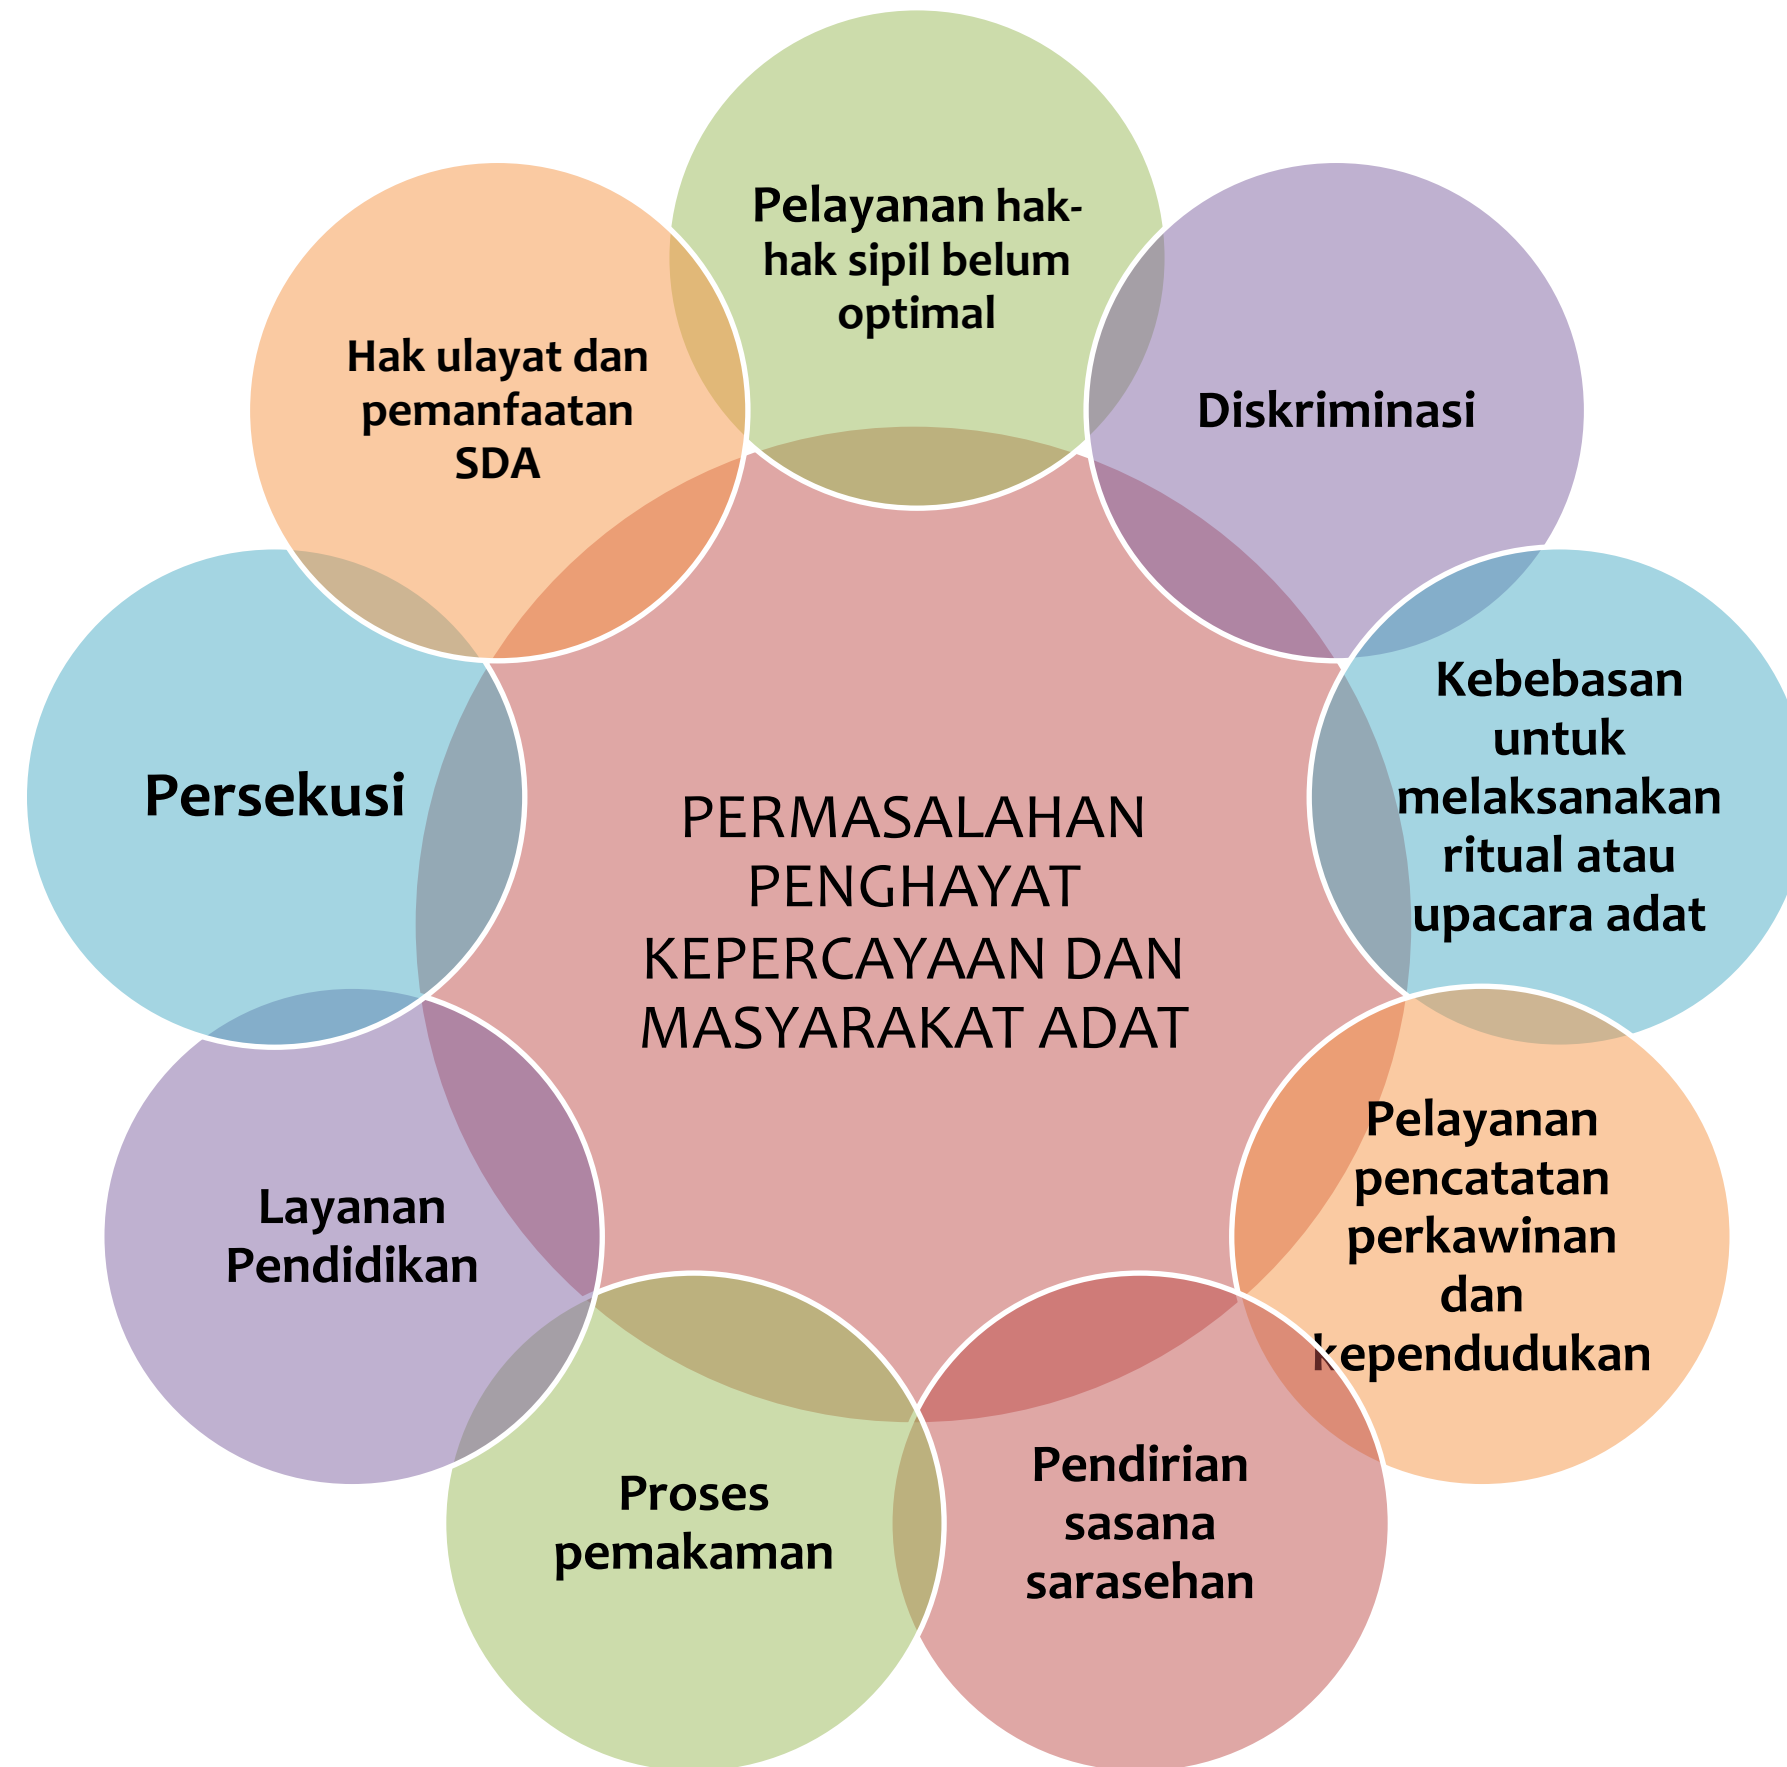 Pelayanan hak-
hak sipil belum
optimal
Diskriminasi
Kebebasan
untuk
melaksanakan
ritual atau
upacara adat
Pelayanan
pencatatan
perkawinan
dan
kependudukan
Pendirian
sasana
sarasehan
Proses
pemakaman
Layanan
Pendidikan
Persekusi
Hak ulayat dan
pemanfaatan
SDA
PERMASALAHAN
PENGHAYAT
KEPERCAYAAN DAN
MASYARAKAT ADAT